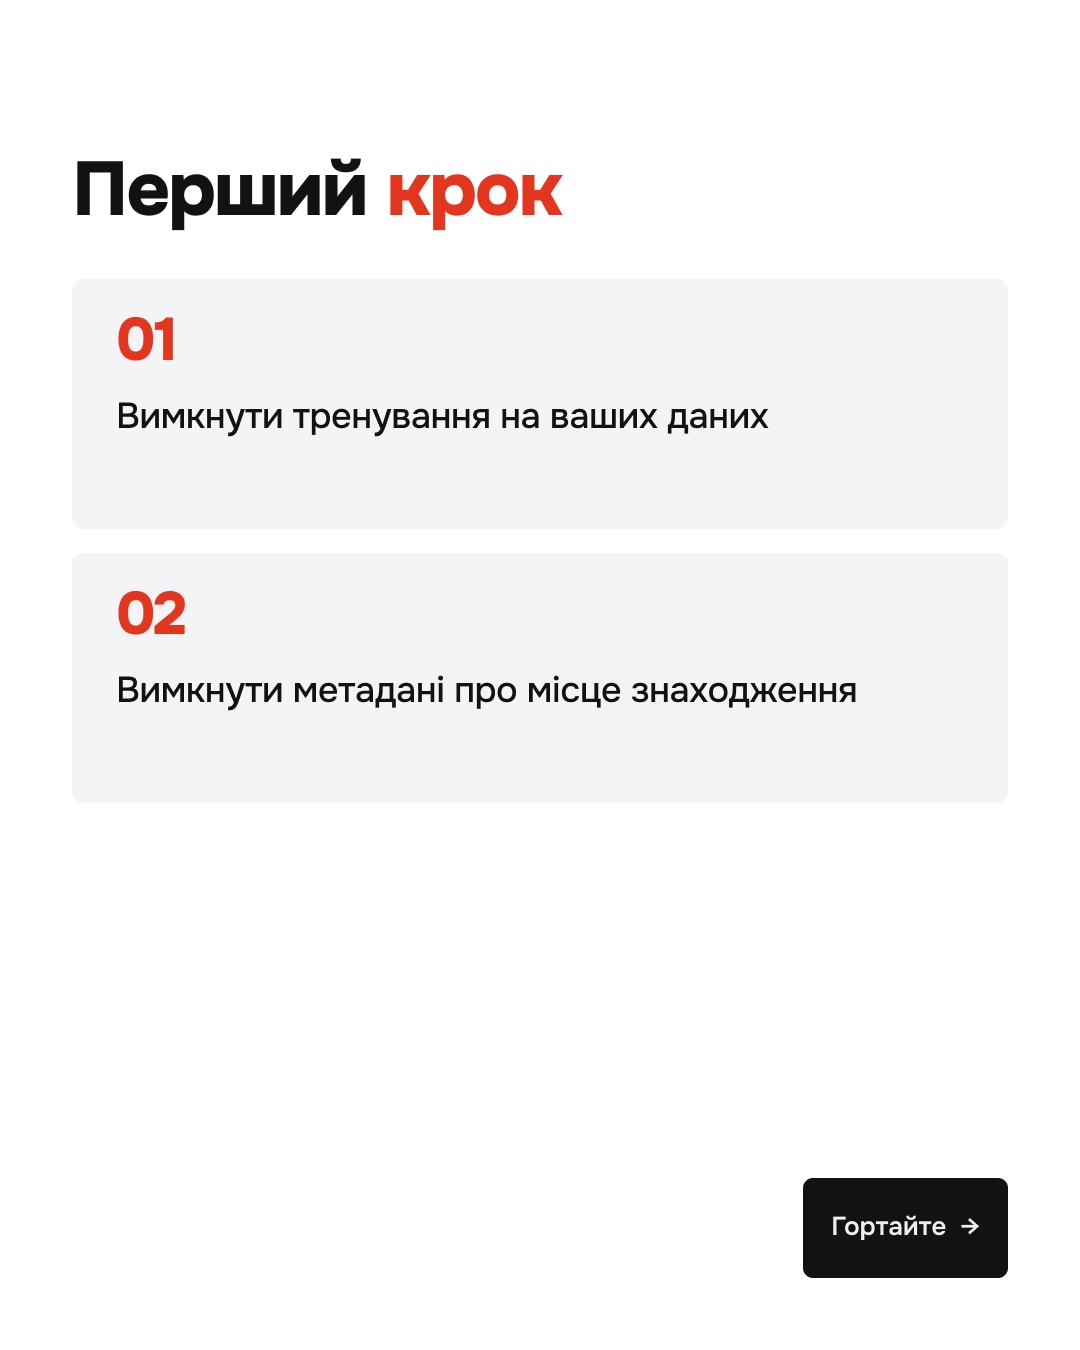 Перший крок
01
Вимкнути тренування на ваших даних
02
Вимкнути метадані про місце знаходження
Гортайте →